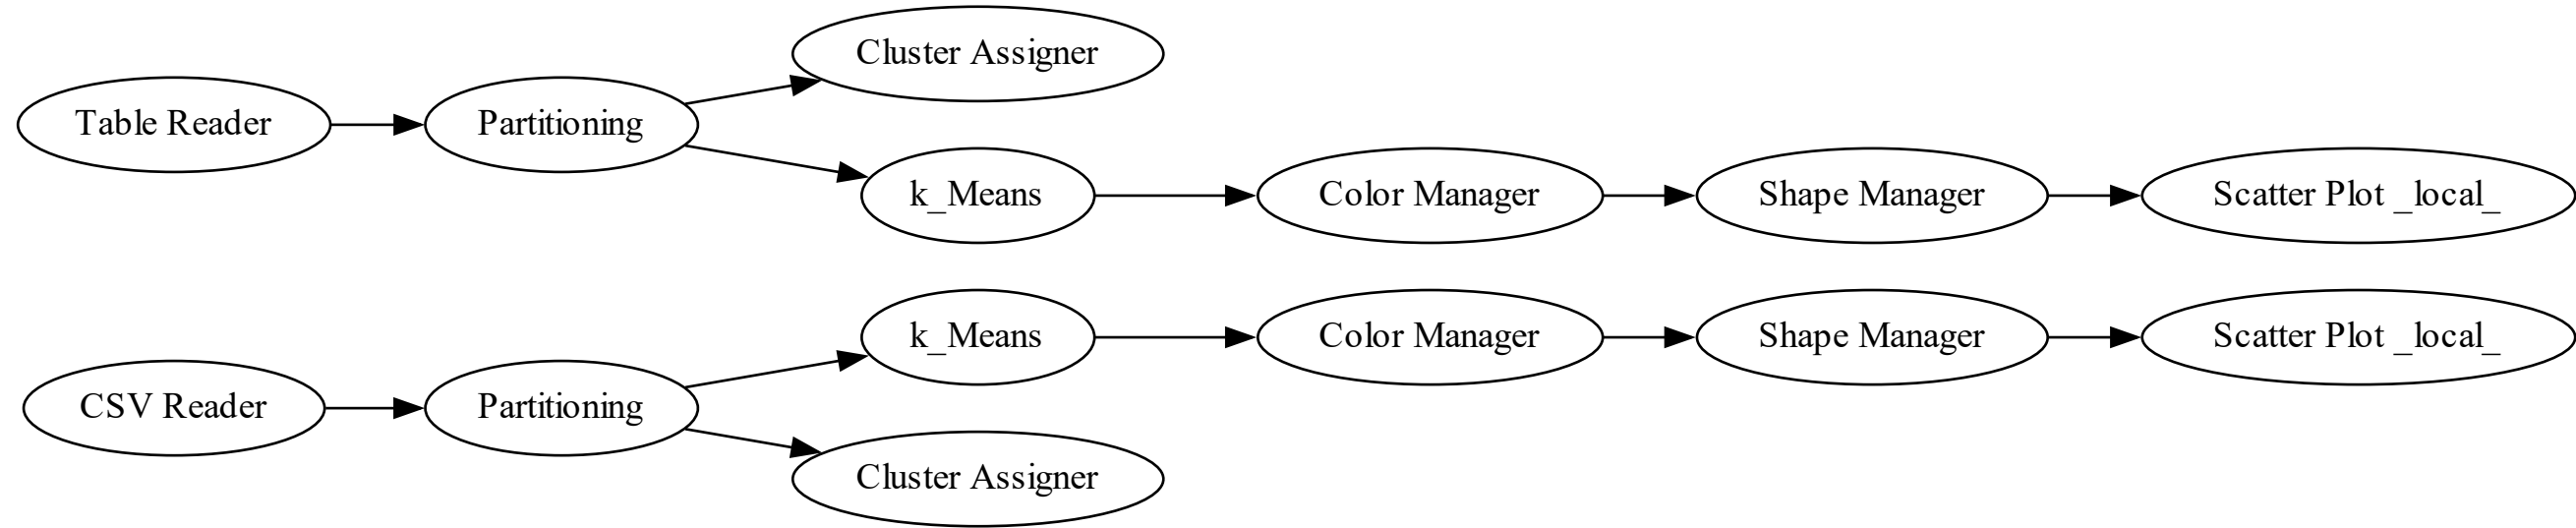 Cluster Assigner
Table Reader
Partitioning
k_Means
Color Manager
Shape Manager
Scatter Plot _local_
k_Means
Color Manager
Shape Manager
Scatter Plot _local_
CSV Reader
Partitioning
Cluster Assigner